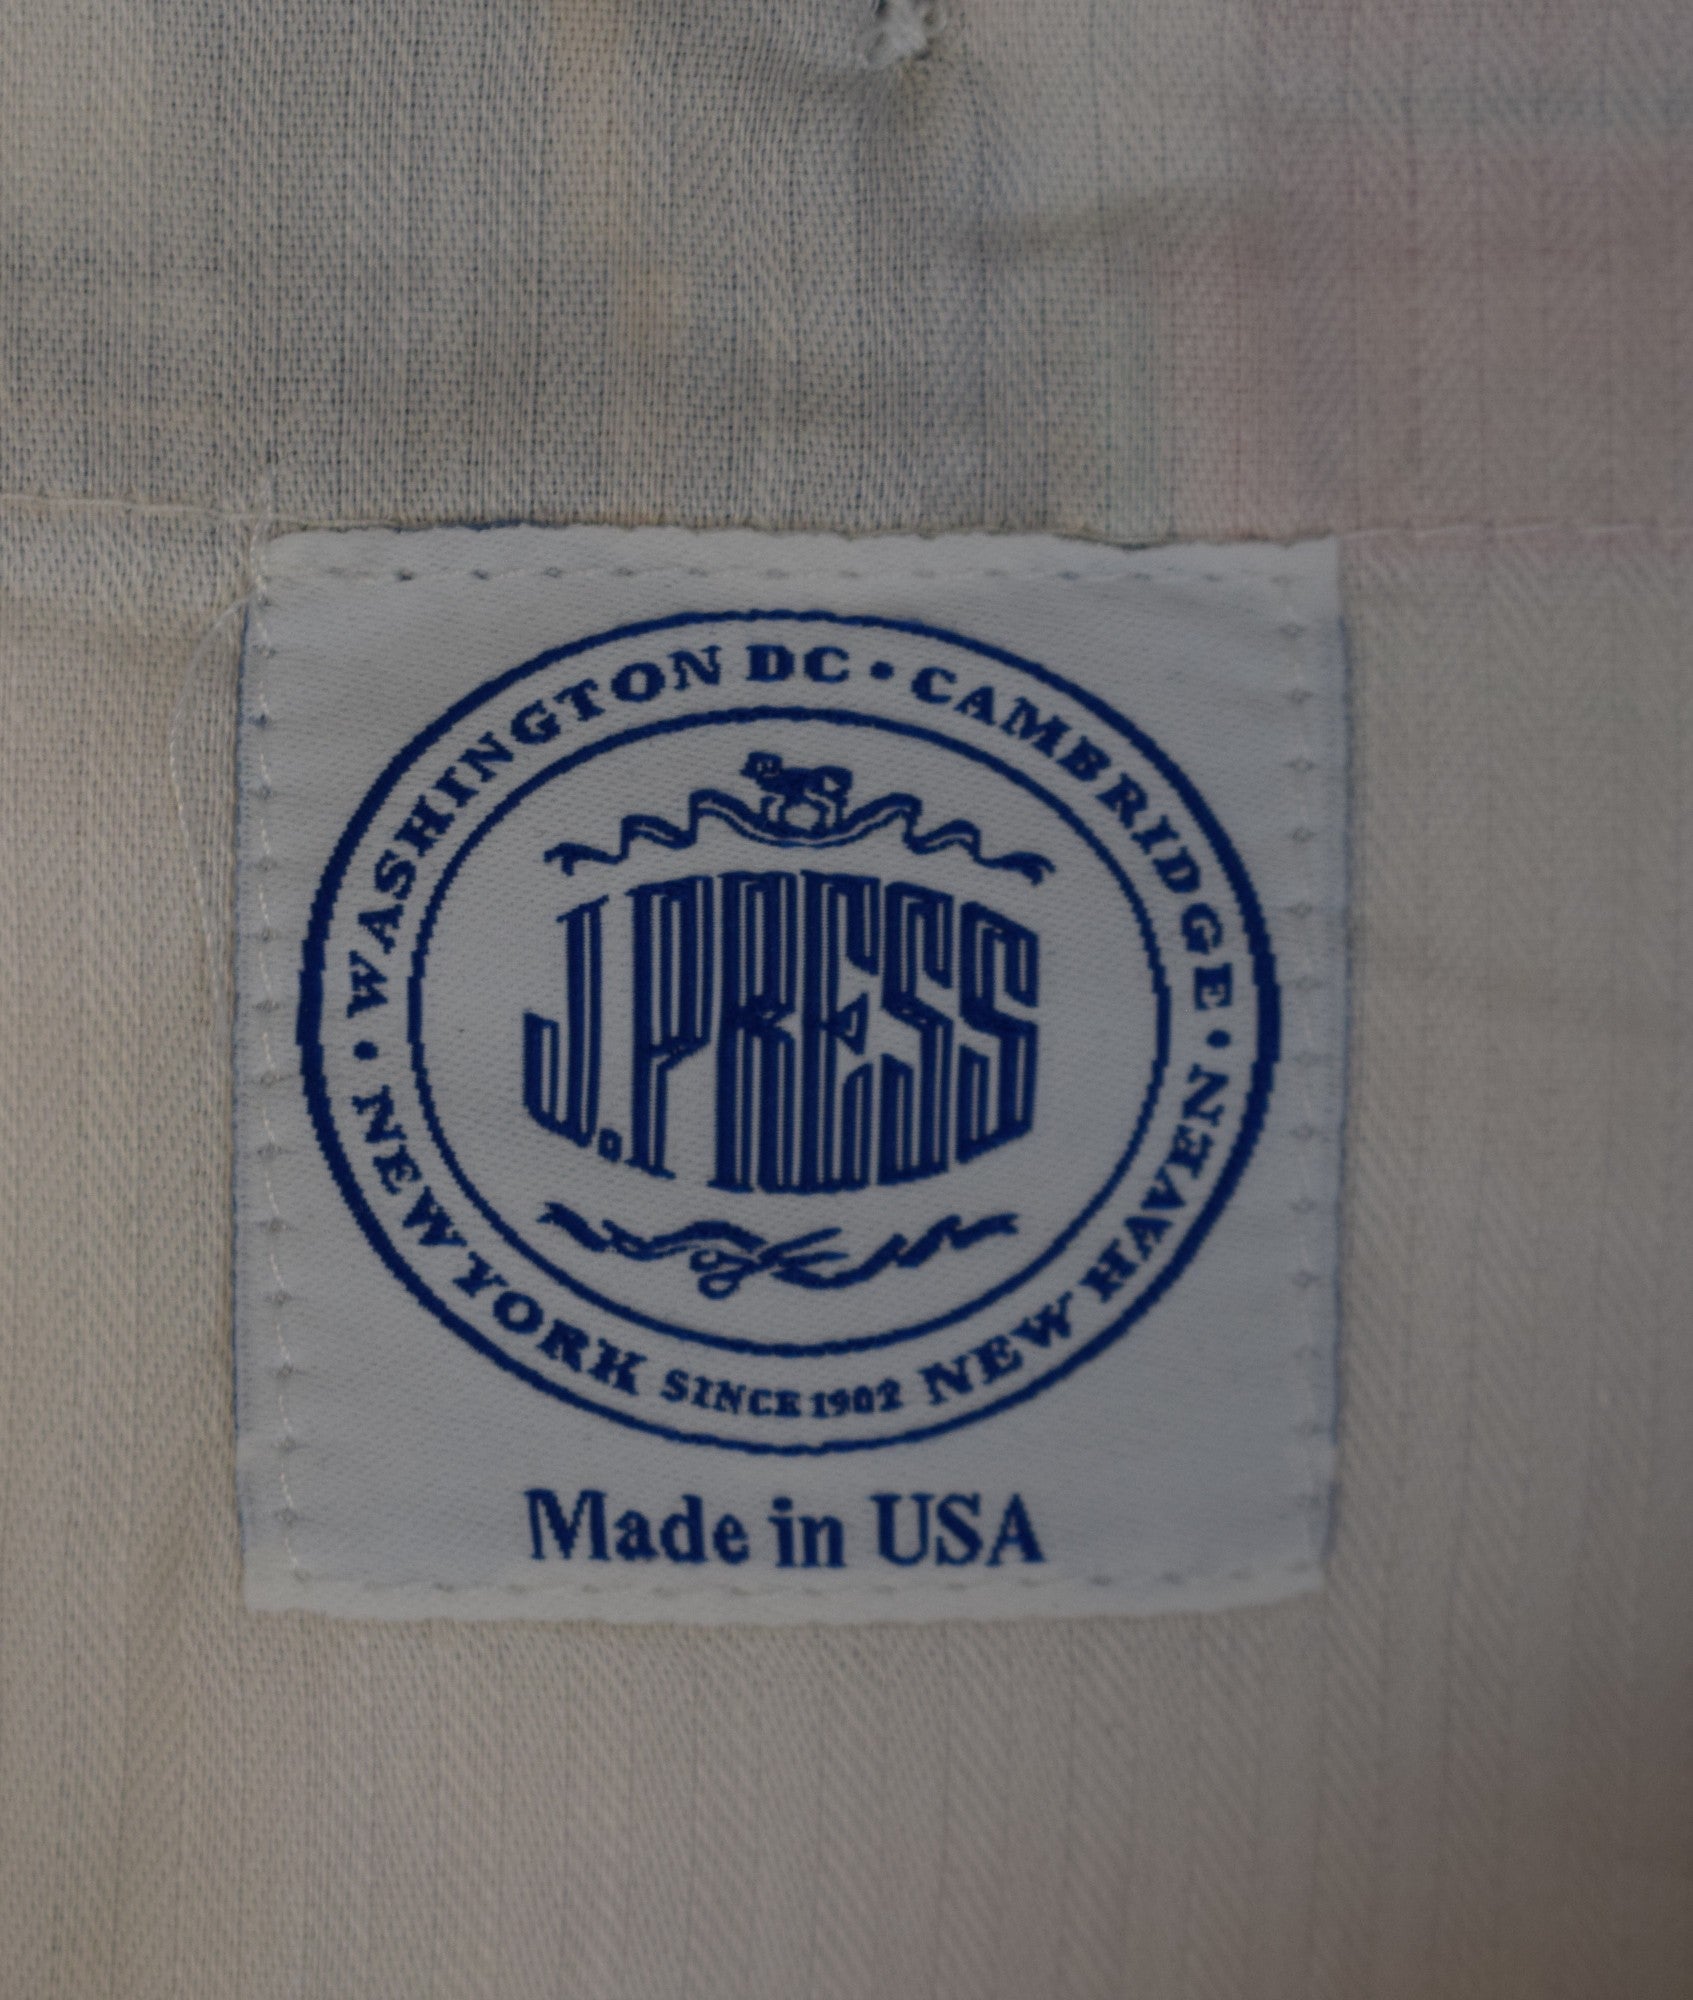 WASHINGTON DC • CAMBRIDGE • NEW HAVEN
• NEW YORK SINCE 1902
J. PRESS
Made in USA